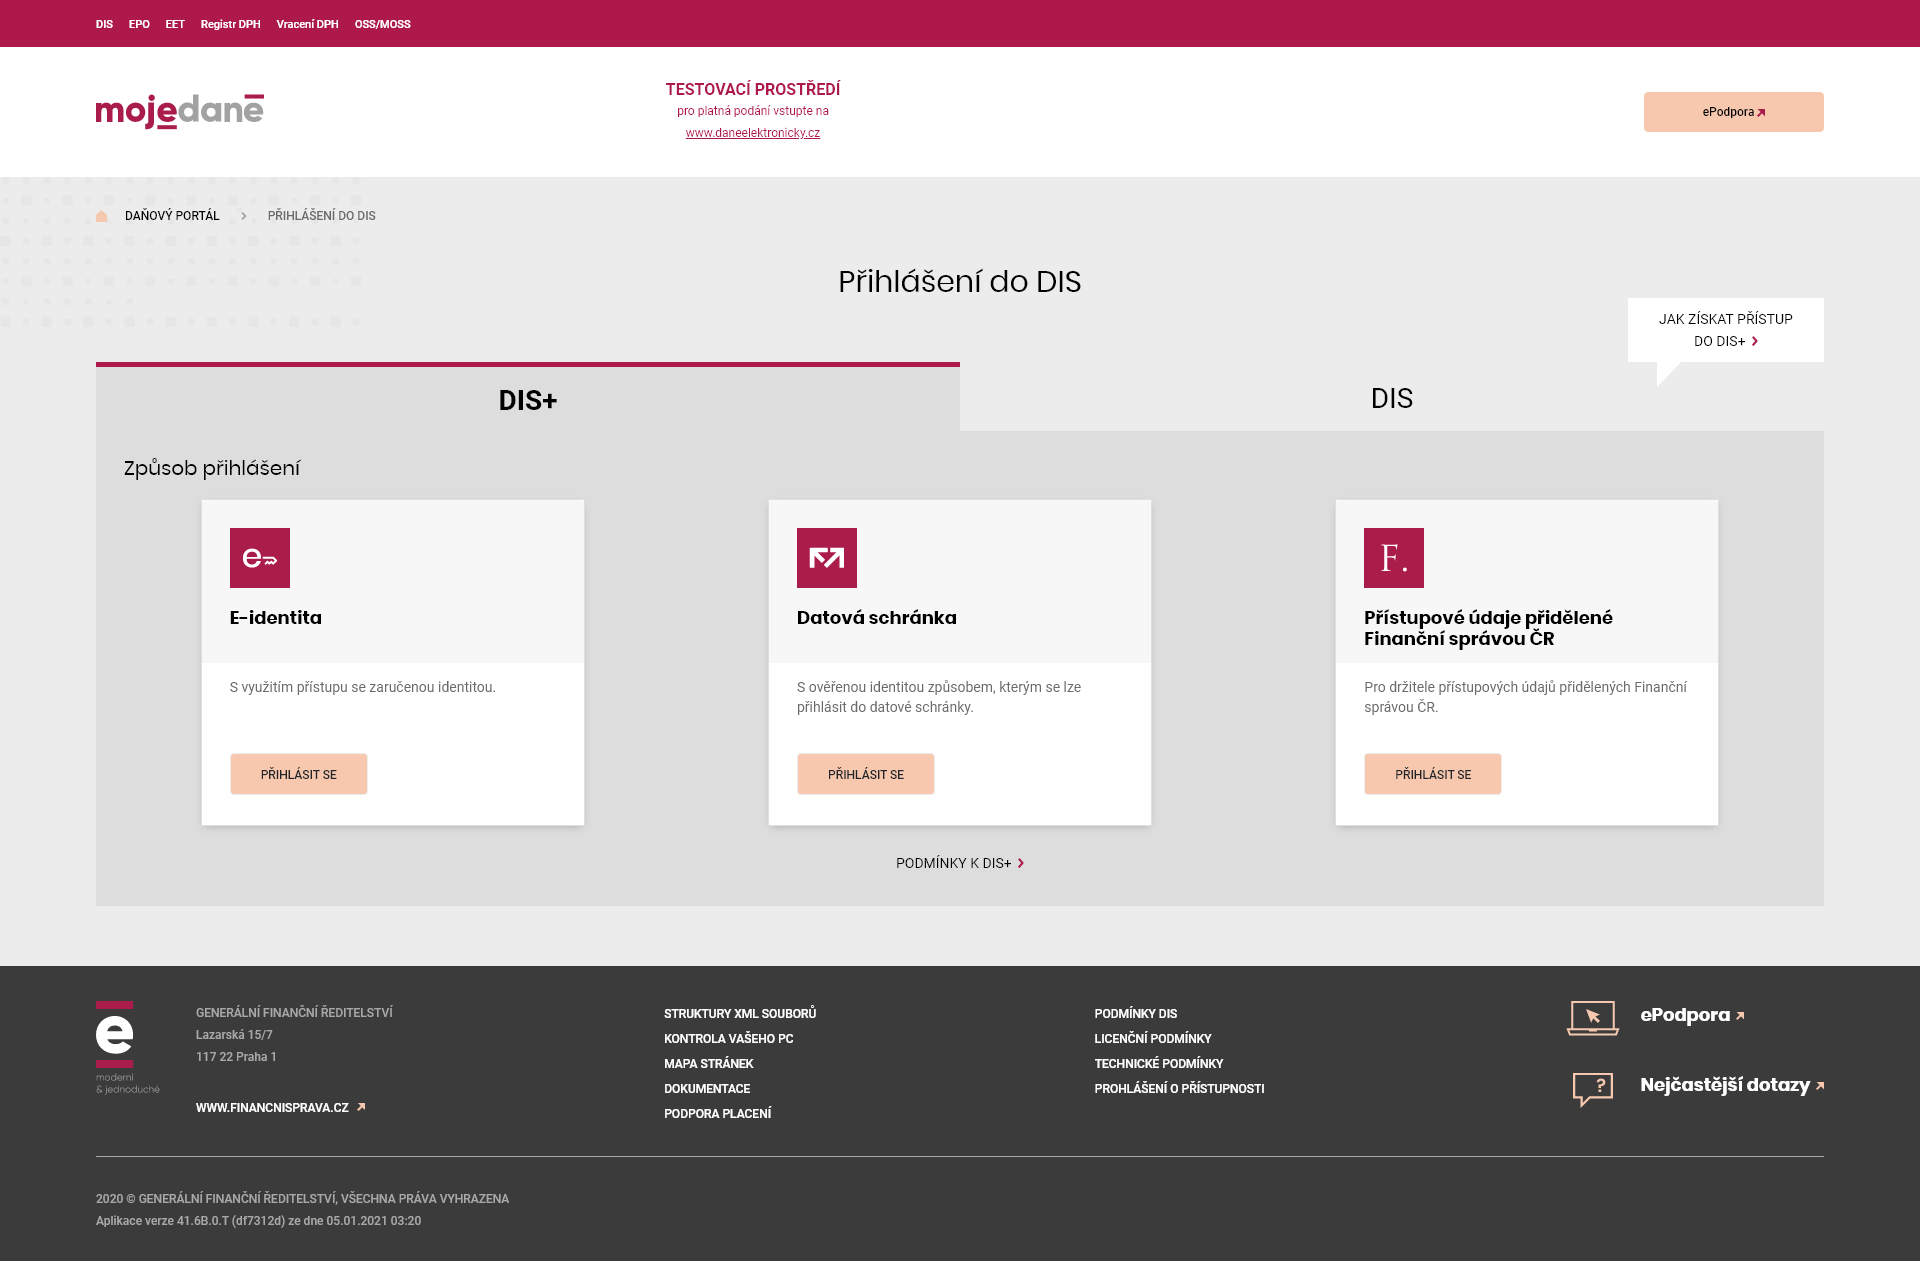 DIS EPO EET Registr DPH Vracení DPH OSS/MOSS
mojedanē
TESTOVACÍ PROSTŘEDÍ
pro platná podání vstupte na
www.daneelektronicky.cz
ePodpora
DAŇOVÝ PORTÁL
PŘIHLÁŠENÍ DO DIS
Přihlášení do DIS
JAK ZÍSKAT PŘÍSTUP
DO DIS+
DIS+
DIS
Způsob přihlášení
E-identita
S využitím přístupu se zaručenou identitou.
PŘIHLÁSIT SE
Datová schránka
S ověřenou identitou způsobem, kterým se lze
přihlásit do datové schránky.
PŘIHLÁSIT SE
F.
Přístupové údaje přidělené
Finanční správou ČR
Pro držitele přístupových údajů přidělených Finanční
správou ČR.
PŘIHLÁSIT SE
PODMÍNKY K DIS+
e
moderní
& jednoduché
GENERÁLNÍ FINANČNÍ ŘEDITELSTVÍ
Lazarská 15/7
117 22 Praha 1
WWW.FINANCNISPRAVA.CZ
STRUKTURY XML SOUBORŮ
KONTROLA VAŠEHO PC
MAPA STRÁNEK
DOKUMENTACE
PODPORA PLACENÍ
PODMÍNKY DIS
LICENČNÍ PODMÍNKY
TECHNICKÉ PODMÍNKY
PROHLÁŠENÍ O PŘÍSTUPNOSTI
ePodpora
?
Nejčastější dotazy
2020 © GENERÁLNÍ FINANČNÍ ŘEDITELSTVÍ, VŠECHNA PRÁVA VYHRAZENA
Aplikace verze 41.6B.0.T (df7312d) ze dne 05.01.2021 03:20